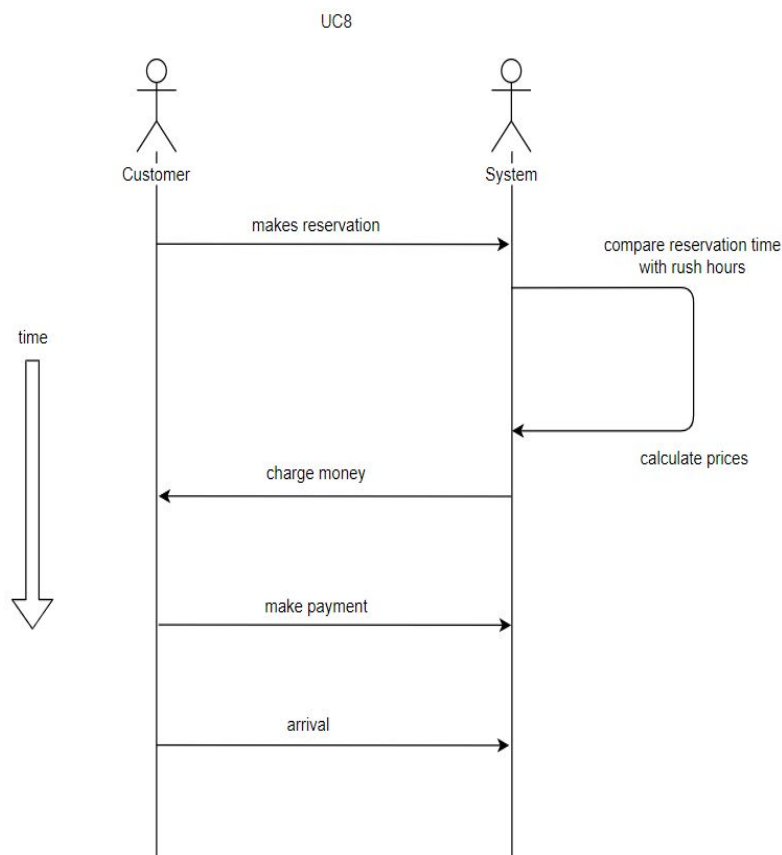 UC8
Customer
System
makes reservation
compare reservation time
with rush hours
time
calculate prices
charge money
make payment
arrival